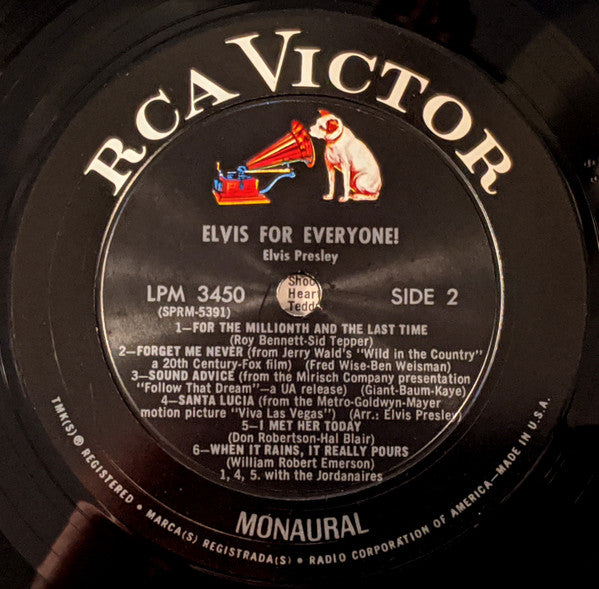 RCA VICTOR
ELVIS FOR EVERYONE!
Elvis Presley
LPM 3450
(SPRM-5391)
SIDE 2
Shoo
Hear
Tedd
1—FOR THE MILLIONTH AND THE LAST TIME
(Roy Bennett-Sid Tepper)
2—FORGET ME NEVER (from Jerry Wald's "Wild in the Country"
a 20th Century-Fox film) (Fred Wise-Ben Weisman)
3—SOUND ADVICE (from the Mirisch Company presentation
"Follow That Dream"—a UA release) (Giant-Baum-Kaye)
4—SANTA LUCIA (from the Metro-Goldwyn-Mayer
motion picture "Viva Las Vegas") (Arr.: Elvis Presley)
5—I MET HER TODAY
(Don Robertson-Hal Blair)
6—WHEN IT RAINS, IT REALLY POURS
(William Robert Emerson)
1, 4, 5. with the Jordanaires
MONAURAL
TMK(S) ® REGISTERED • MARCA(S) REGISTRADA(S) • RADIO CORPORATION OF AMERICA—MADE IN U.S.A.